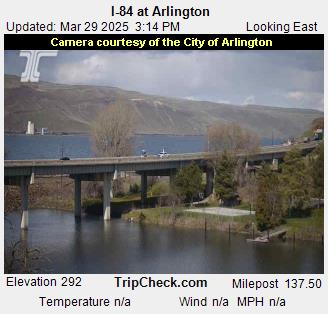 I-84 at Arlington
Updated: Mar 29 2025 3:14 PM Looking East
Camera courtesy of the City of Arlington
Elevation 292 TripCheck.com Milepost 137.50
Temperature n/a Wind n/a MPH n/a